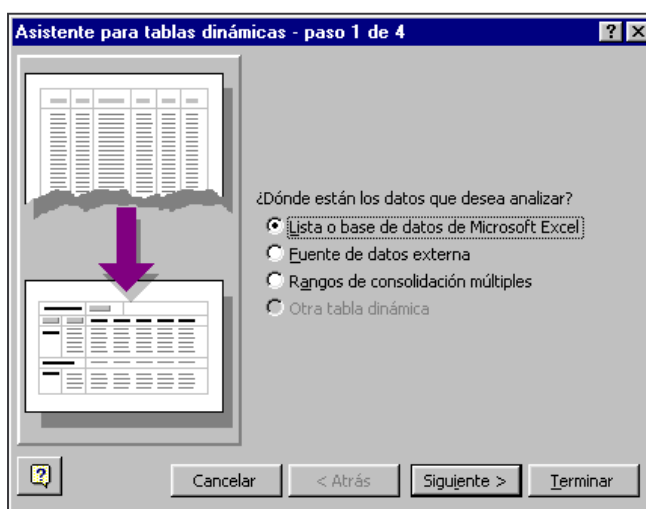 Asistente para tablas dinámicas - paso 1 de 4
¿Dónde están los datos que desea analizar?
Lista o base de datos de Microsoft Excel
Fuente de datos externa
Rangos de consolidación múltiples
Otra tabla dinámica
Cancelar
< Atrás
Siguiente >
Terminar